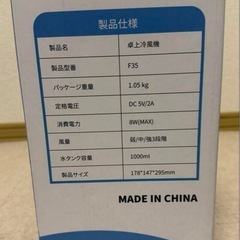 製品仕様
製品名 卓上冷風機
製品型番 F35
パッケージ重量 1.05 kg
定格電圧 DC 5V/2A
消費電力 8W(MAX)
風量 弱/中/強3段階
水タンク容量 1000ml
製品サイズ 178*147*295mm
MADE IN CHINA